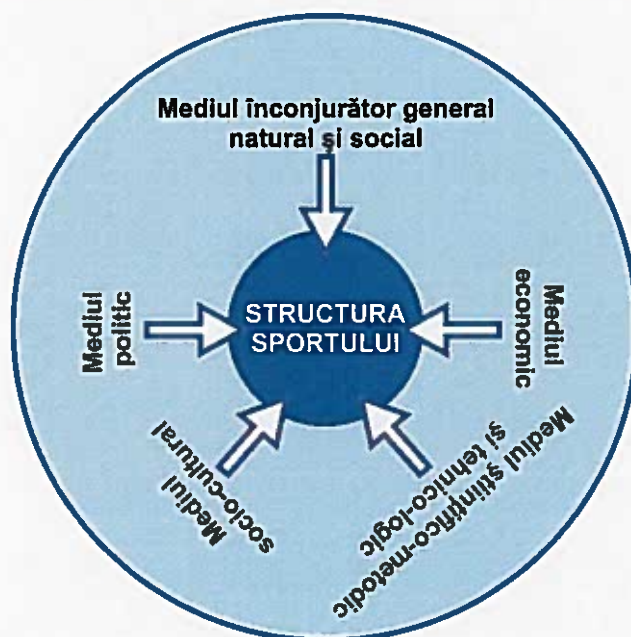 Mediul înconjurător general
natural și social
Mediul
politic
STRUCTURA
SPORTULUI
Mediul
economic
Mediul
socio-cultural
Mediul științifico-metodic
și tehnico-logic